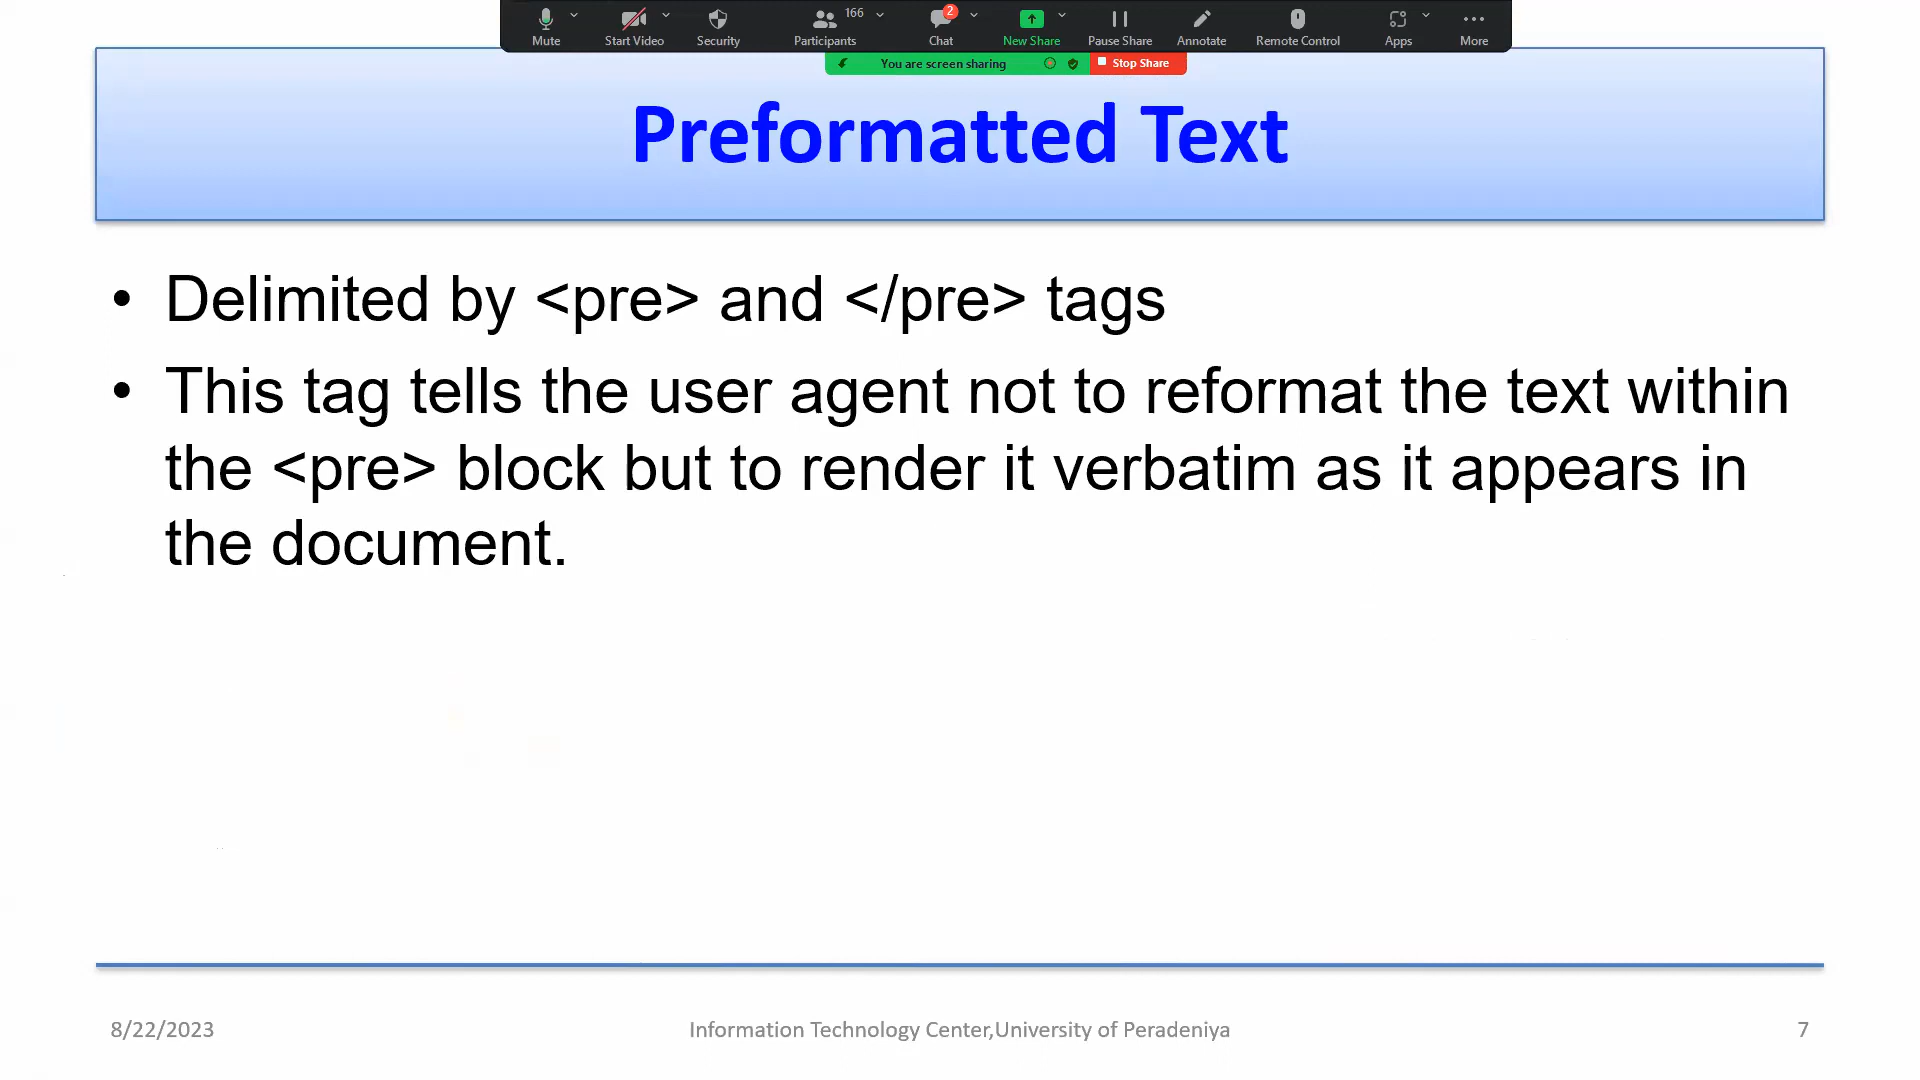 166
2
Mute
Start Video
Security
Participants
Chat
New Share
Pause Share
Annotate
Remote Control
Apps
More
You are screen sharing
Stop Share
Preformatted Text
• Delimited by <pre> and </pre> tags
• This tag tells the user agent not to reformat the text within
the <pre> block but to render it verbatim as it appears in
the document.
8/22/2023
Information Technology Center,University of Peradeniya
7